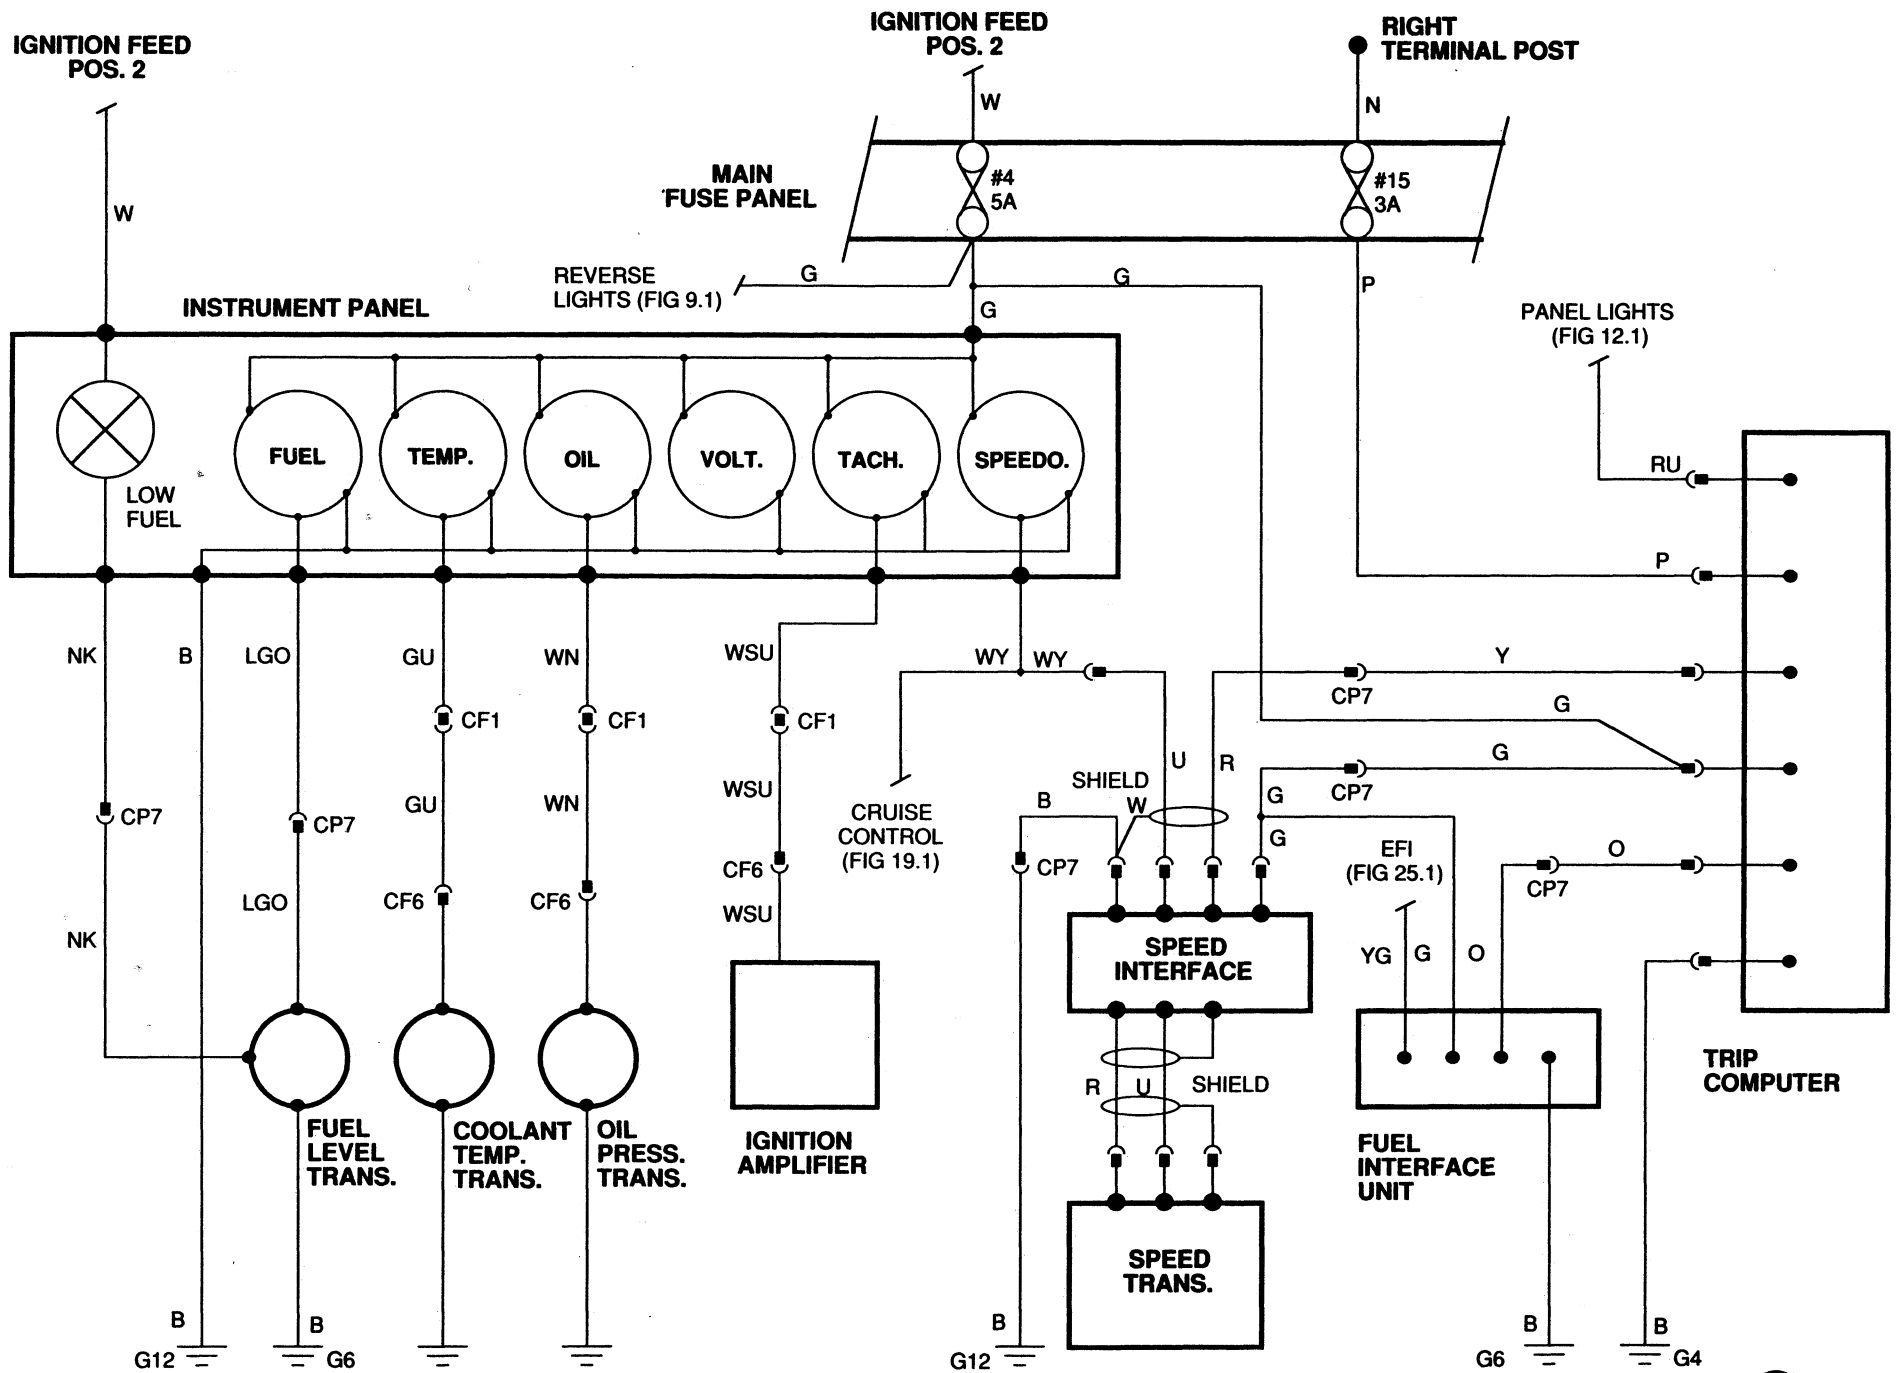 IGNITION FEED
POS. 2
IGNITION FEED
POS. 2
RIGHT
TERMINAL POST
W
W
N
MAIN
FUSE PANEL
#4
5A
#15
3A
REVERSE
LIGHTS (FIG 9.1)
G
G
G
P
INSTRUMENT PANEL
PANEL LIGHTS
(FIG 12.1)
LOW
FUEL
FUEL
TEMP.
OIL
VOLT.
TACH.
SPEEDO.
RU
P
NK
B
LGO
GU
WN
WSU
WY
WY
Y
CP7
CF1
CF1
CF1
G
U
R
G
CP7
SHIELD
W
B
G
G
CP7
CP7
GU
WN
WSU
CRUISE
CONTROL
(FIG 19.1)
CP7
EFI
(FIG 25.1)
O
CP7
LGO
CF6
CF6
CF6
WSU
NK
SPEED
INTERFACE
YG
G
O
R
U
SHIELD
TRIP
COMPUTER
FUEL
LEVEL
TRANS.
COOLANT
TEMP.
TRANS.
OIL
PRESS.
TRANS.
IGNITION
AMPLIFIER
FUEL
INTERFACE
UNIT
SPEED
TRANS.
B
B
B
B
B
G12
G6
G12
G6
G4